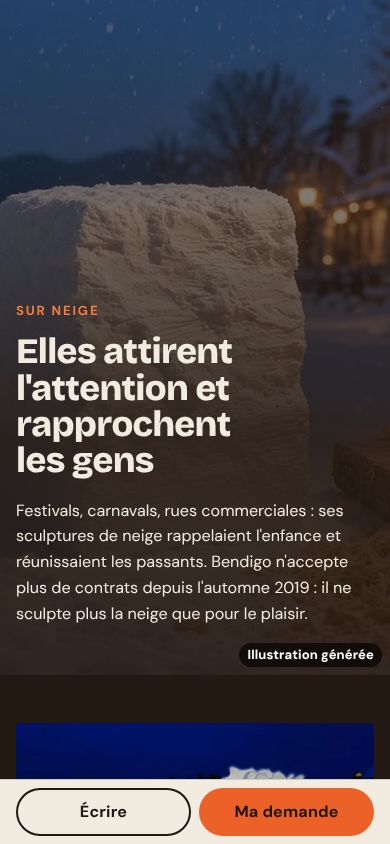 SUR NEIGE
Elles attirent
l'attention et
rapprochent
les gens
Festivals, carnavals, rues commerciales : ses
sculptures de neige rappelaient l'enfance et
réunissaient les passants. Bendigo n'accepte
plus de contrats depuis l'automne 2019 : il ne
sculpte plus la neige que pour le plaisir.
Illustration générée
Écrire
Ma demande